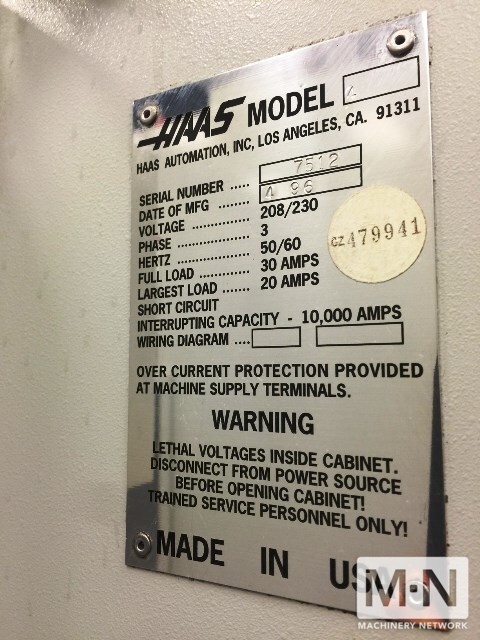 HAAS MODEL 4
HAAS AUTOMATION, INC, LOS ANGELES, CA. 91311
SERIAL NUMBER ..... 7512
DATE OF MFG ........ 4 96
VOLTAGE ............. 208/230
PHASE ................. 3
HERTZ ................. 50/60
FULL LOAD ........... 30 AMPS
LARGEST LOAD ...... 20 AMPS
SHORT CIRCUIT
INTERRUPTING CAPACITY - 10,000 AMPS
WIRING DIAGRAM ....
CZ479941
OVER CURRENT PROTECTION PROVIDED
AT MACHINE SUPPLY TERMINALS.
WARNING
LETHAL VOLTAGES INSIDE CABINET.
DISCONNECT FROM POWER SOURCE
BEFORE OPENING CABINET!
TRAINED SERVICE PERSONNEL ONLY!
MADE IN USA
M N
MACHINERY NETWORK